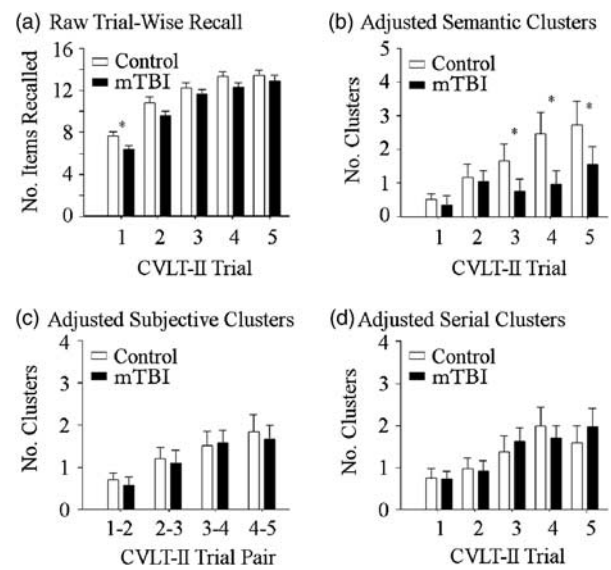 (a) Raw Trial-Wise Recall
No. Items Recalled
16
12
8
4
0
Control
mTBI
*
1 2 3 4 5
CVLT-II Trial
(b) Adjusted Semantic Clusters
No. Clusters
5
4
3
2
1
0
Control
mTBI
* * *
1 2 3 4 5
CVLT-II Trial
(c) Adjusted Subjective Clusters
No. Clusters
4
3
2
1
0
Control
mTBI
1-2 2-3 3-4 4-5
CVLT-II Trial Pair
(d) Adjusted Serial Clusters
No. Clusters
4
3
2
1
0
Control
mTBI
1 2 3 4 5
CVLT-II Trial